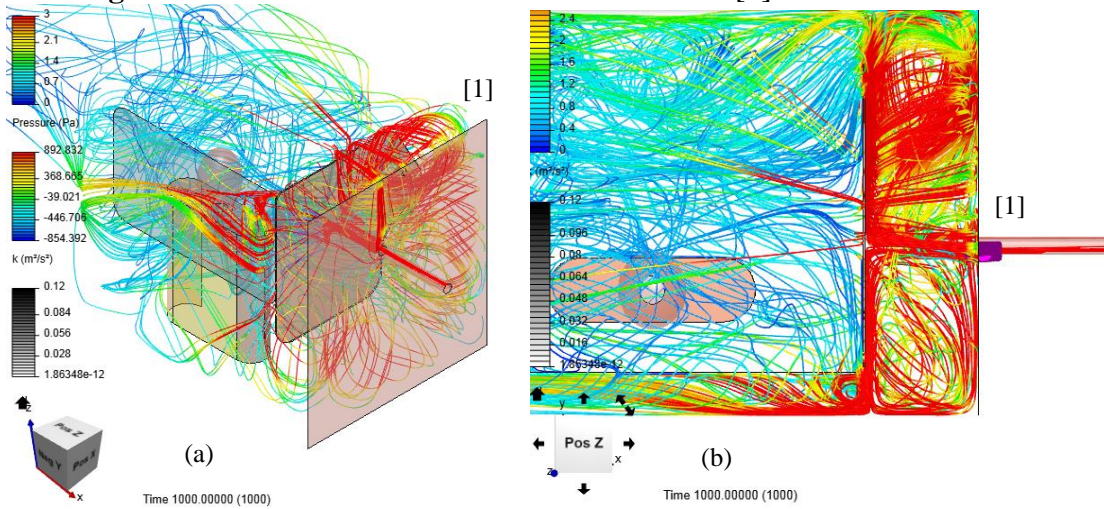 [1]
3
2.1
1.4
0.7
0
Pressure (Pa)
892.832
368.665
-39.021
-446.706
-854.392
k (m²/s²)
0.12
0.084
0.056
0.028
1.86348e-12
z
Pos Z
Neg Y
Pos X
x
(a)
Time 1000.00000 (1000)
2.4
2
1.6
1.2
0.8
0.4
0
(m²/s²)
0.12
0.096
0.08
0.064
0.048
0.032
0.016
1.86348e-12
[1]
y
Pos Z
x
z
(b)
Time 1000.00000 (1000)